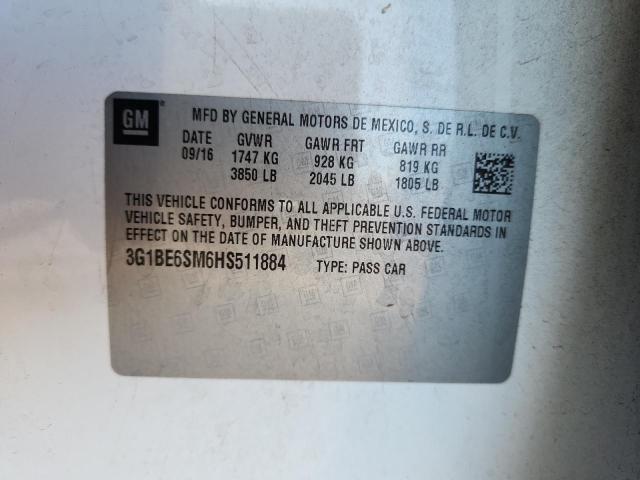 GM®
MFD BY GENERAL MOTORS DE MEXICO, S. DE R.L. DE C.V.
DATE GVWR GAWR FRT GAWR RR
09/16 1747 KG 928 KG 819 KG
3850 LB 2045 LB 1805 LB
THIS VEHICLE CONFORMS TO ALL APPLICABLE U.S. FEDERAL MOTOR
VEHICLE SAFETY, BUMPER, AND THEFT PREVENTION STANDARDS IN
EFFECT ON THE DATE OF MANUFACTURE SHOWN ABOVE.
3G1BE6SM6HS511884 TYPE: PASS CAR